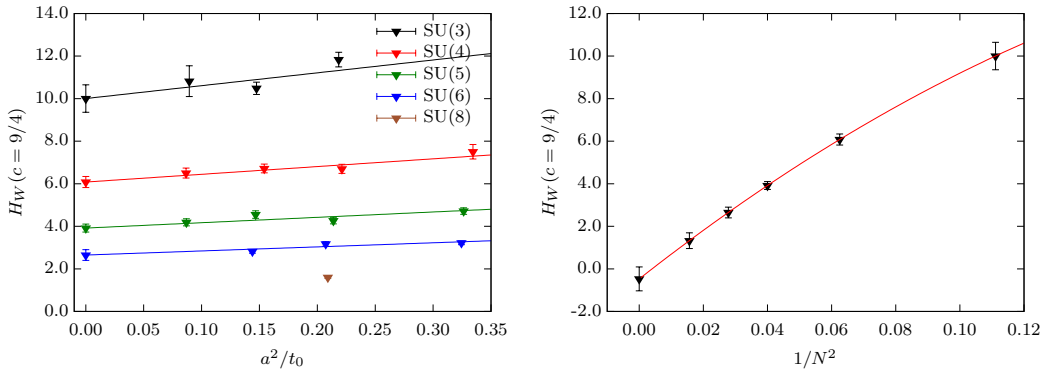 14.0
12.0
10.0
8.0
6.0
4.0
2.0
0.0
0.00 0.05 0.10 0.15 0.20 0.25 0.30 0.35
H_W(c = 9/4)
a²/t₀
SU(3)
SU(4)
SU(5)
SU(6)
SU(8)
12.0
10.0
8.0
6.0
4.0
2.0
0.0
-2.0
0.00 0.02 0.04 0.06 0.08 0.10 0.12
H_W(c = 9/4)
1/N²